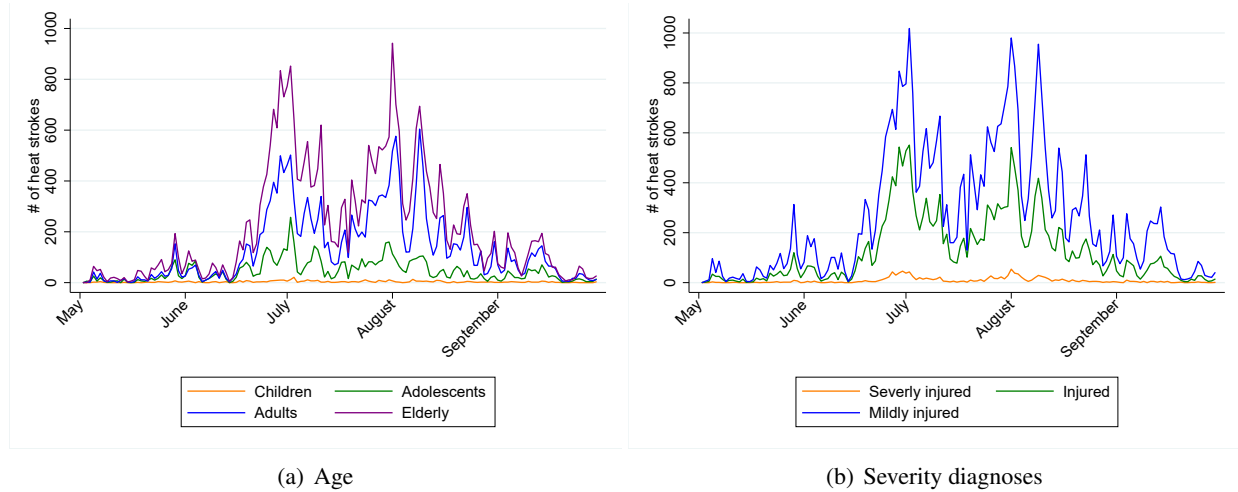 # of heat strokes
0
200
400
600
800
1000
May
June
July
August
September
Children
Adolescents
Adults
Elderly
(a) Age
# of heat strokes
0
200
400
600
800
1000
May
June
July
August
September
Severly injured
Injured
Mildly injured
(b) Severity diagnoses